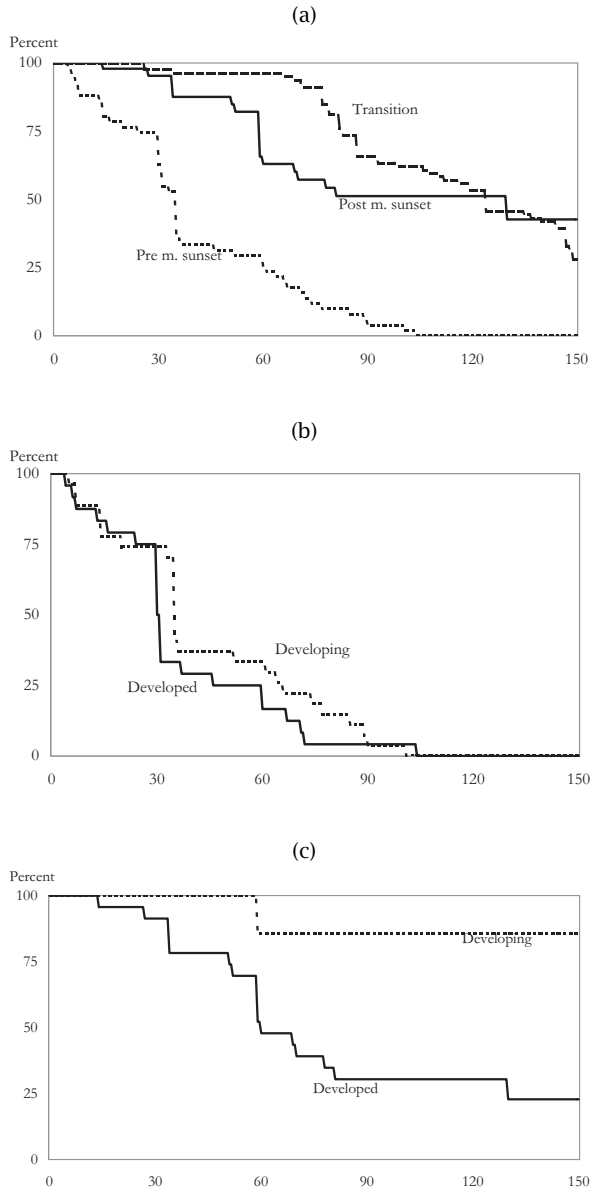 (a)
Percent
100
Transition
75
50
Post m. sunset
Pre m. sunset
25
0
0 30 60 90 120 150
(b)
Percent
100
75
50
Developing
Developed
25
0
0 30 60 90 120 150
(c)
Percent
100
Developing
75
50
25
Developed
0
0 30 60 90 120 150